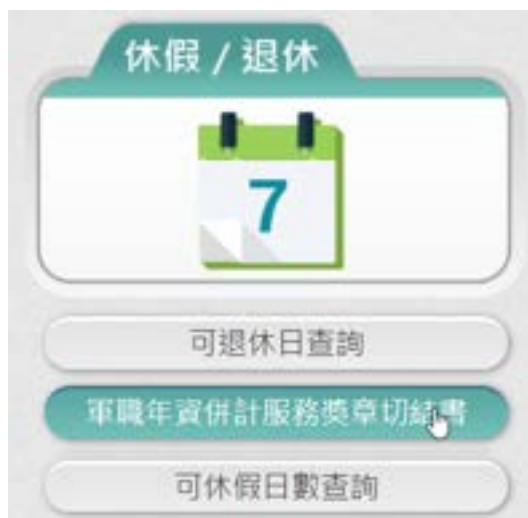 休假 / 退休
7
可退休日查詢
軍職年資併計服務獎章切結書
可休假日數查詢